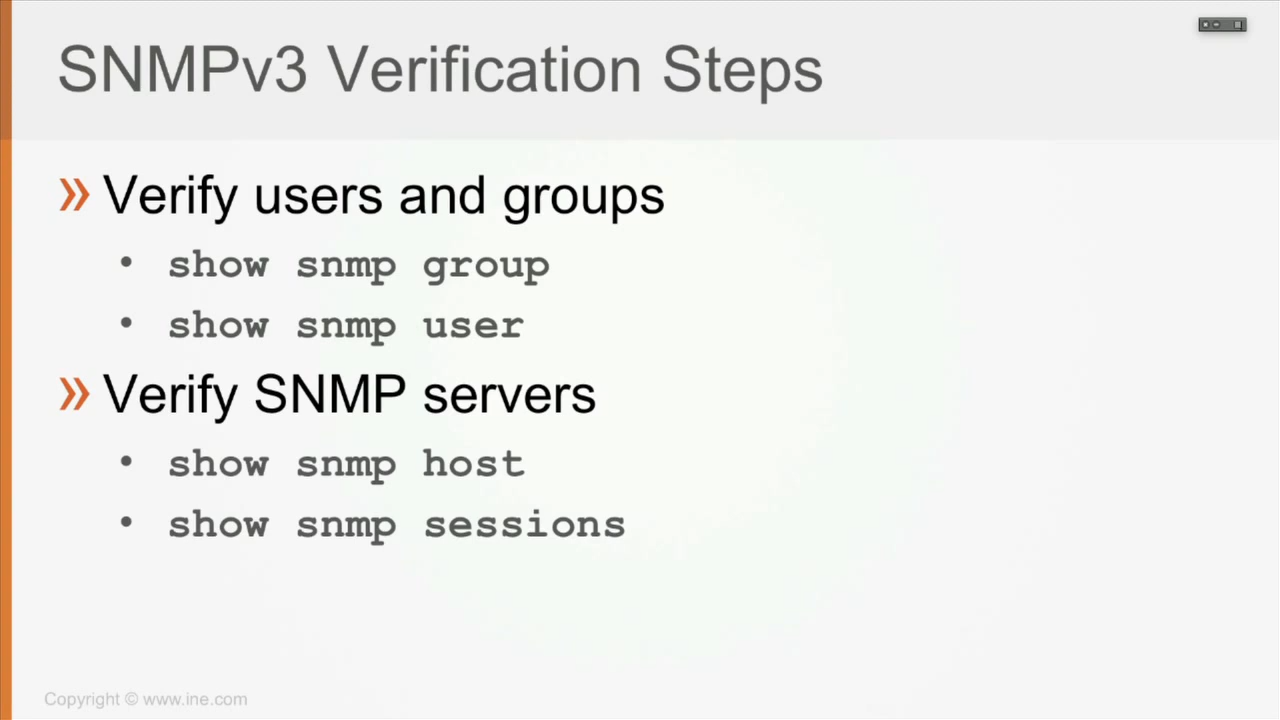 SNMPv3 Verification Steps
» Verify users and groups
• show snmp group
• show snmp user
» Verify SNMP servers
• show snmp host
• show snmp sessions
Copyright © www.ine.com